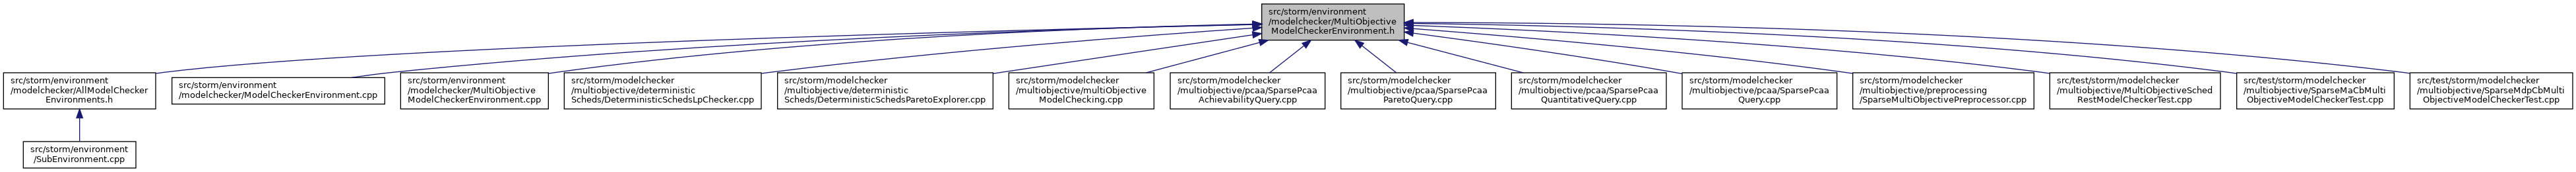 src/storm/environment
/modelchecker/MultiObjective
ModelCheckerEnvironment.h
src/storm/environment
/modelchecker/AllModelChecker
Environments.h
src/storm/environment
/modelchecker/ModelCheckerEnvironment.cpp
src/storm/environment
/modelchecker/MultiObjective
ModelCheckerEnvironment.cpp
src/storm/modelchecker
/multiobjective/deterministic
Scheds/DeterministicSchedsLpChecker.cpp
src/storm/modelchecker
/multiobjective/deterministic
Scheds/DeterministicSchedsParetoExplorer.cpp
src/storm/modelchecker
/multiobjective/multiObjective
ModelChecking.cpp
src/storm/modelchecker
/multiobjective/pcaa/SparsePcaa
AchievabilityQuery.cpp
src/storm/modelchecker
/multiobjective/pcaa/SparsePcaa
ParetoQuery.cpp
src/storm/modelchecker
/multiobjective/pcaa/SparsePcaa
QuantitativeQuery.cpp
src/storm/modelchecker
/multiobjective/pcaa/SparsePcaa
Query.cpp
src/storm/modelchecker
/multiobjective/preprocessing
/SparseMultiObjectivePreprocessor.cpp
src/test/storm/modelchecker
/multiobjective/MultiObjectiveSched
RestModelCheckerTest.cpp
src/test/storm/modelchecker
/multiobjective/SparseMaCbMulti
ObjectiveModelCheckerTest.cpp
src/test/storm/modelchecker
/multiobjective/SparseMdpCbMulti
ObjectiveModelCheckerTest.cpp
src/storm/environment
/SubEnvironment.cpp